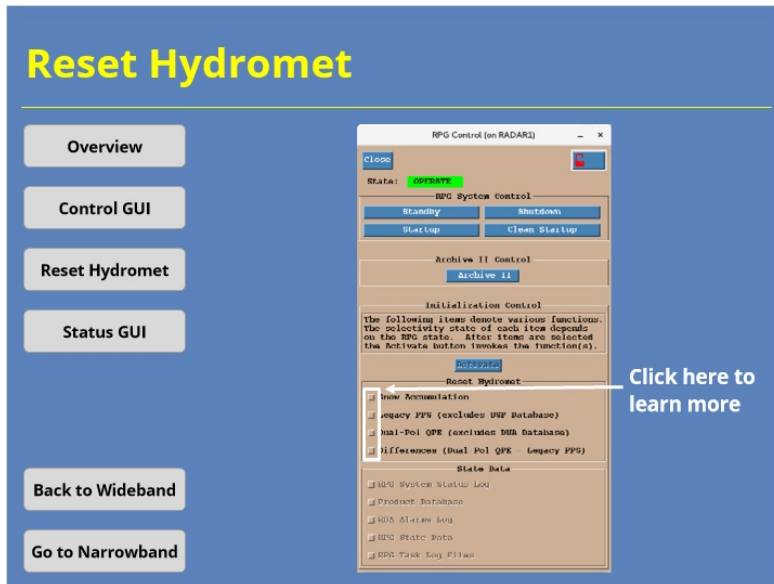 Reset Hydromet
Overview
Control GUI
Reset Hydromet
Status GUI
Back to Wideband
Go to Narrowband
RPG Control (on RADAR1)
Close
State: OPERATE
RPG System Control
Standby
Shutdown
Startup
Clean Startup
Archive II Control
Archive II
Initialization Control
The following items denote various functions.
The selectivity state of each item depends
on the RPG state. After items are selected
the Activate button invokes the function(s).
Activate
Reset Hydromet
Snow Accumulation
Legacy PPS (excludes DUP Database)
Dual-Pol QPE (excludes DUA Database)
Differences (Dual Pol QPE - Legacy PPS)
State Data
RPG System Status Log
Product Database
RDA Alarms Log
RPG State Data
RPG Task Log Files
Click here to
learn more